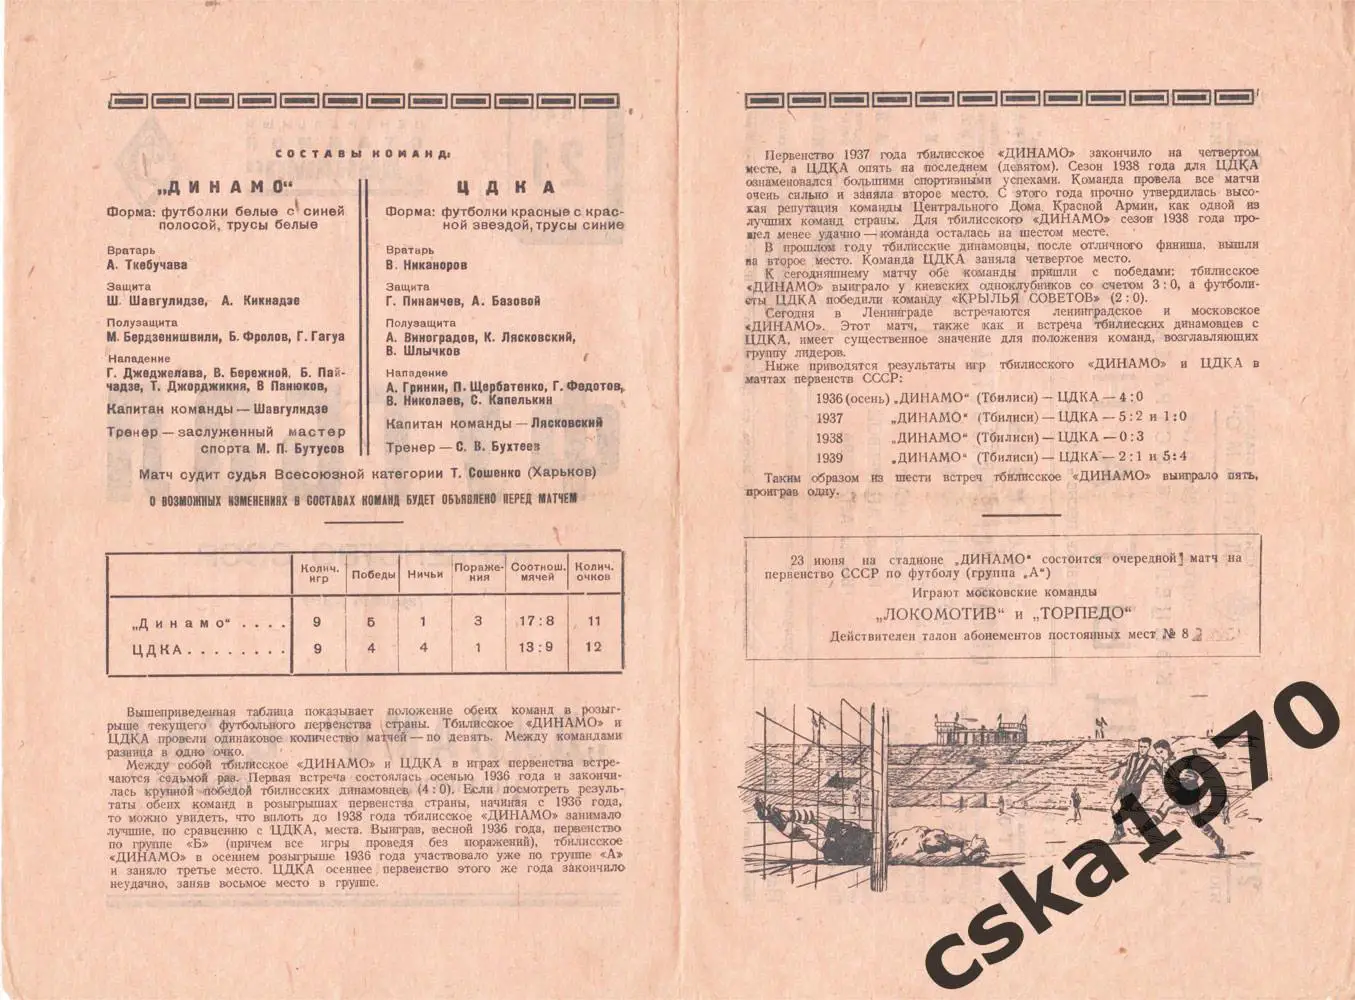 СОСТАВЫ КОМАНД:
„ДИНАМО“
Форма: футболки белые с синей
полосой, трусы белые
Вратарь
А. Ткебучава
Защита
Ш. Шавгулидзе, А. Кикнадзе
Полузащита
М. Бердзенишвили, Б. Фролов, Г. Гагуа
Нападение
Г. Джеджелава, В. Бережной, Б. Пай-
чадзе, Т. Джорджикия, В Панюков,
Капитан команды — Шавгулидзе
Тренер — заслуженный мастер
спорта М. П. Бутусов
ЦДКА
Форма: футболки красные с крас-
ной звездой, трусы синие
Вратарь
В. Никаноров
Защита
Г. Пинаичев, А. Базовой
Полузащита
А. Виноградов, К. Лясковский,
В. Шлычков
Нападение
А. Гринин, П. Щербатенко, Г. Федотов,
В. Николаев, С. Капелькин
Капитан команды — Лясковский
Тренер — С. В. Бухтеев
Матч судит судья Всесоюзной категории Т. Сошенко (Харьков)
О ВОЗМОЖНЫХ ИЗМЕНЕНИЯХ В СОСТАВАХ КОМАНД БУДЕТ ОБЪЯВЛЕНО ПЕРЕД МАТЧЕМ
Колич. игр Победы Ничьи Пораже-ния Соотнош. мячей Колич. очков
„Динамо“ . . . . 9 5 1 3 17:8 11
ЦДКА . . . . . . . . 9 4 4 1 13:9 12
Вышеприведенная таблица показывает положение обеих команд в розыг-
рыше текущего футбольного первенства страны. Тбилисское «ДИНАМО» и
ЦДКА провели одинаковое количество матчей — по девять. Между командами
разница в одно очко.
Между собой тбилисское «ДИНАМО» и ЦДКА в играх первенства встре-
чаются седьмой раз. Первая встреча состоялась осенью 1936 года и закончи-
лась крупной победой тбилисских динамовцев (4:0). Если посмотреть резуль-
таты обеих команд в розыгрышах первенства страны, начиная с 1936 года,
то можно увидеть, что вплоть до 1938 года тбилисское «ДИНАМО» занимало
лучшие, по сравнению с ЦДКА, места. Выиграв, весной 1936 года, первенство
по группе «Б» (причем все игры проведя без поражений), тбилисское
«ДИНАМО» в осеннем розыгрыше 1936 года участвовало уже по группе «А»
и заняло третье место. ЦДКА осеннее первенство этого же года закончило
неудачно, заняв восьмое место в группе.
Первенство 1937 года тбилисское «ДИНАМО» закончило на четвертом
месте, а ЦДКА опять на последнем (девятом). Сезон 1938 года для ЦДКА
ознаменовался большими спортивными успехами. Команда провела все матчи
очень сильно и заняла второе место. С этого года прочно утвердилась высо-
кая репутация команды Центрального Дома Красной Армии, как одной из
лучших команд страны. Для тбилисского «ДИНАМО» сезон 1938 года про-
шел менее удачно — команда осталась на шестом месте.
В прошлом году тбилисские динамовцы, после отличного финиша, вышли
на второе место. Команда ЦДКА заняла четвертое место.
К сегодняшнему матчу обе команды пришли с победами: тбилисское
«ДИНАМО» выиграло у киевских одноклубников со счетом 3:0, а футболи-
сты ЦДКА победили команду «КРЫЛЬЯ СОВЕТОВ» (2:0).
Сегодня в Ленинграде встречаются ленинградское и московское
«ДИНАМО». Этот матч, также как и встреча тбилисских динамовцев с
ЦДКА, имеет существенное значение для положения команд, возглавляющих
группу лидеров.
Ниже приводятся результаты игр тбилисского «ДИНАМО» и ЦДКА в
матчах первенств СССР:
1936 (осень) „ДИНАМО“ (Тбилиси) — ЦДКА — 4:0
1937 „ДИНАМО“ (Тбилиси) — ЦДКА — 5:2 и 1:0
1938 „ДИНАМО“ (Тбилиси) — ЦДКА — 0:3
1939 „ДИНАМО“ (Тбилиси) — ЦДКА — 2:1 и 5:4
Таким образом из шести встреч тбилисское «ДИНАМО» выиграло пять,
проиграв одну.
23 июня на стадионе „ДИНАМО“ состоится очередной матч на
первенство СССР по футболу (группа „А“)
Играют московские команды
„ЛОКОМОТИВ“ и „ТОРПЕДО“
Действителен талон абонементов постоянных мест № 8
cska1970